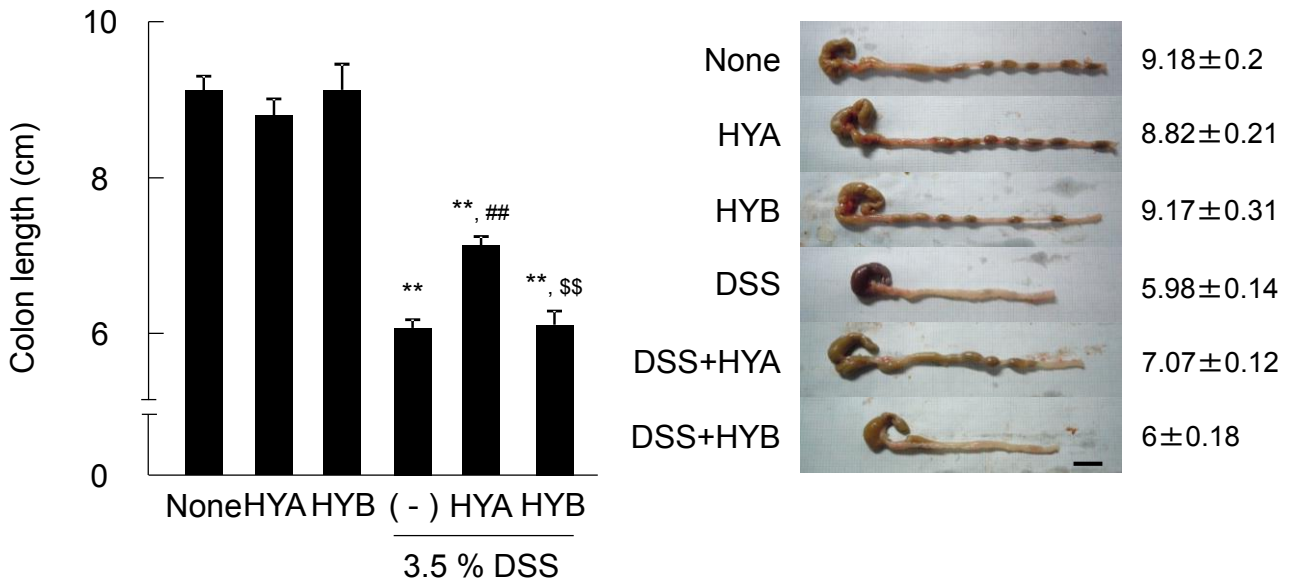 10
8
6
0
Colon length (cm)
**
**, ##
**, $$
None HYA HYB ( - ) HYA HYB
3.5 % DSS
None 9.18±0.2
HYA 8.82±0.21
HYB 9.17±0.31
DSS 5.98±0.14
DSS+HYA 7.07±0.12
DSS+HYB 6±0.18